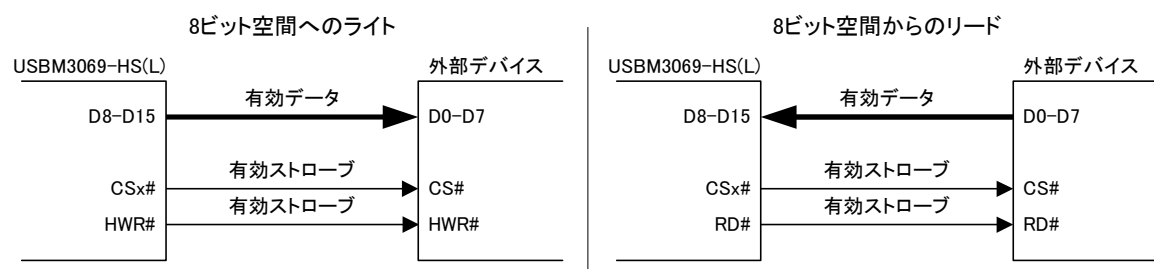 8ビット空間へのライト
USBM3069-HS(L)
外部デバイス
有効データ
D8-D15
D0-D7
有効ストローブ
CSx#
CS#
有効ストローブ
HWR#
HWR#
8ビット空間からのリード
USBM3069-HS(L)
外部デバイス
有効データ
D8-D15
D0-D7
有効ストローブ
CSx#
CS#
有効ストローブ
RD#
RD#